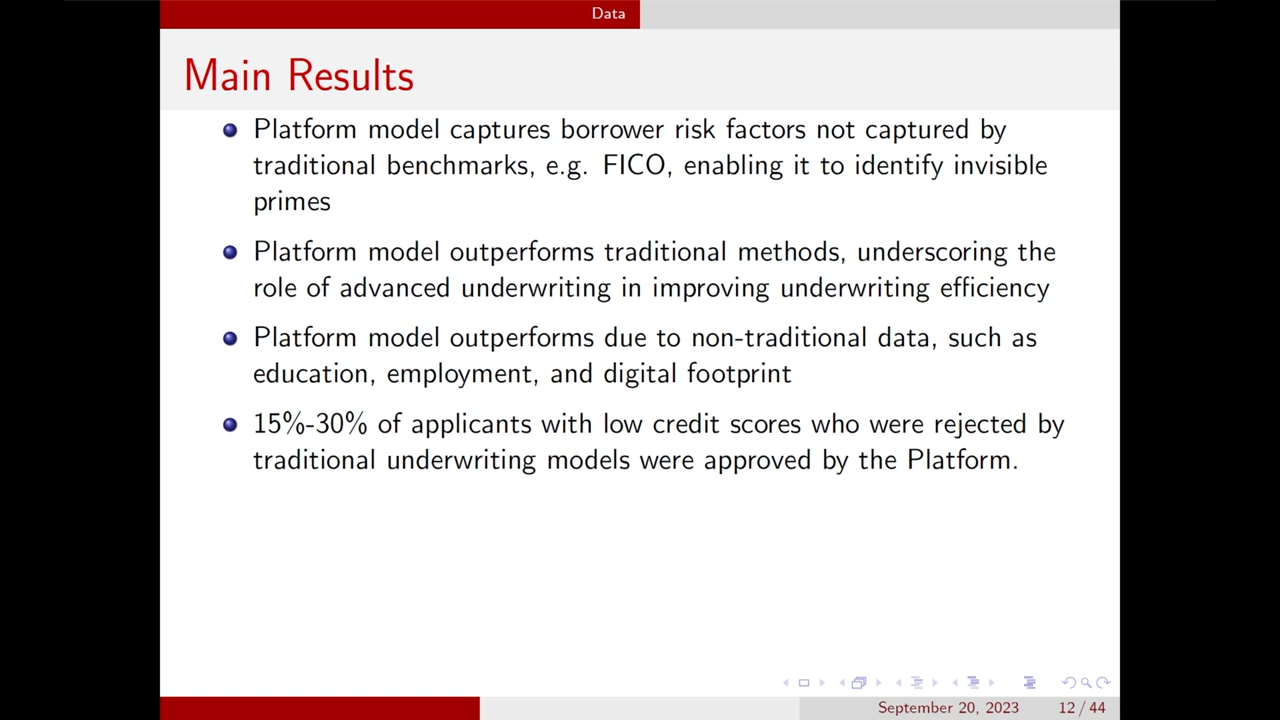 Data
Main Results
Platform model captures borrower risk factors not captured by
traditional benchmarks, e.g. FICO, enabling it to identify invisible
primes
Platform model outperforms traditional methods, underscoring the
role of advanced underwriting in improving underwriting efficiency
Platform model outperforms due to non-traditional data, such as
education, employment, and digital footprint
15%-30% of applicants with low credit scores who were rejected by
traditional underwriting models were approved by the Platform.
September 20, 2023 12 / 44